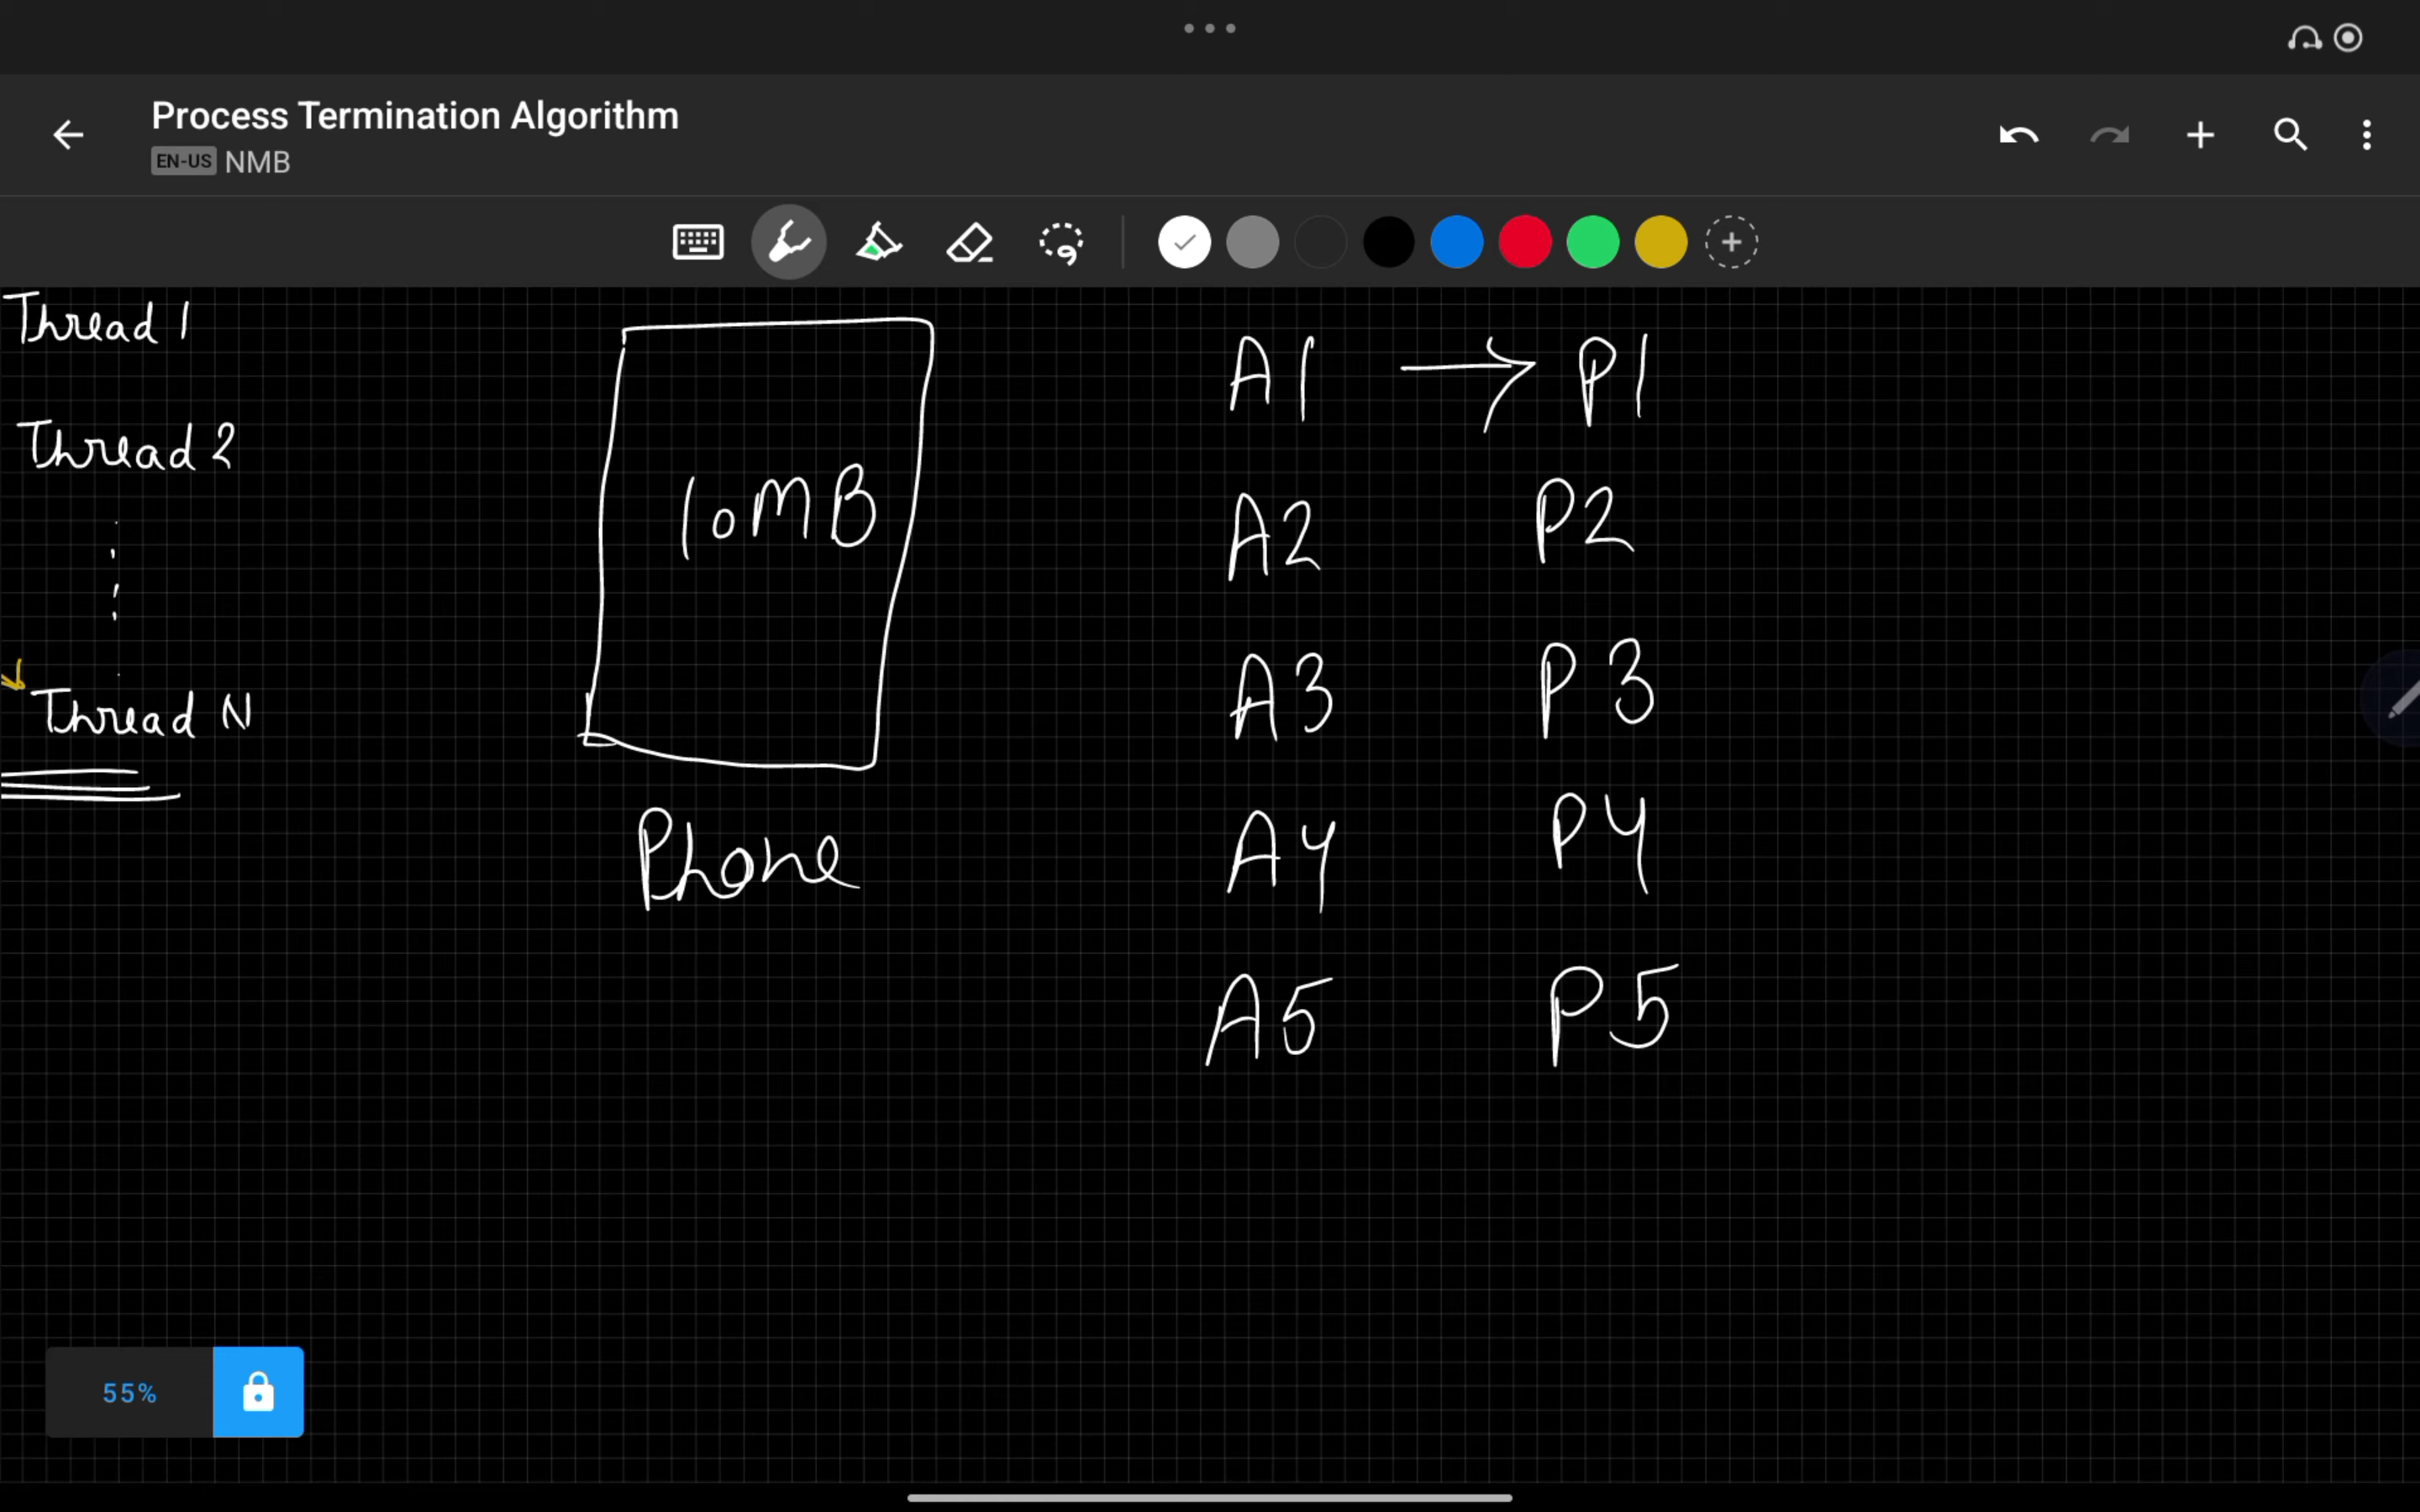 Process Termination Algorithm
EN-US NMB
Thread 1
Thread 2
Thread N
10MB
Phone
A1 → P1
A2 P2
A3 P3
A4 P4
A5 P5
55%